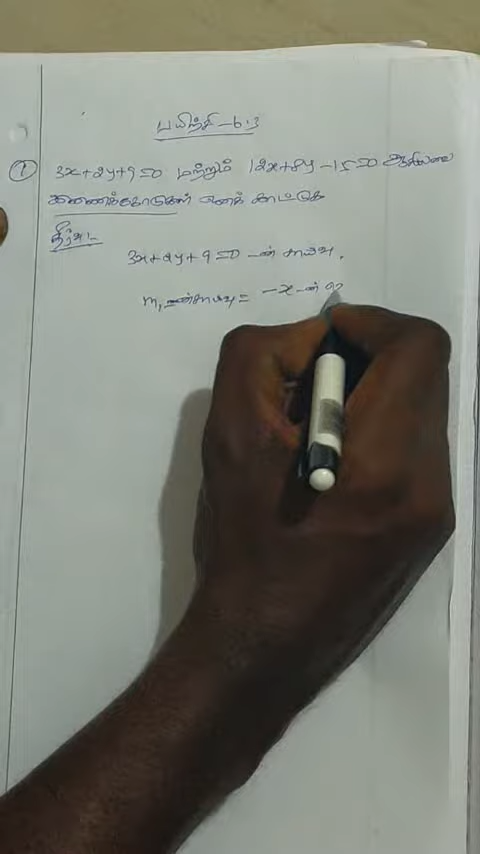 பயிற்சி - 6.3
① 3x+2y+9=0 மற்றும் 12x+8y-15=0 ஆகியவை
இணைக்கோடுகள் எனக் காட்டுக
தீர்வு:-
3x+2y+9=0 -ன் சாய்வு.
m₁ ன் சாய்வு = -x -ன்